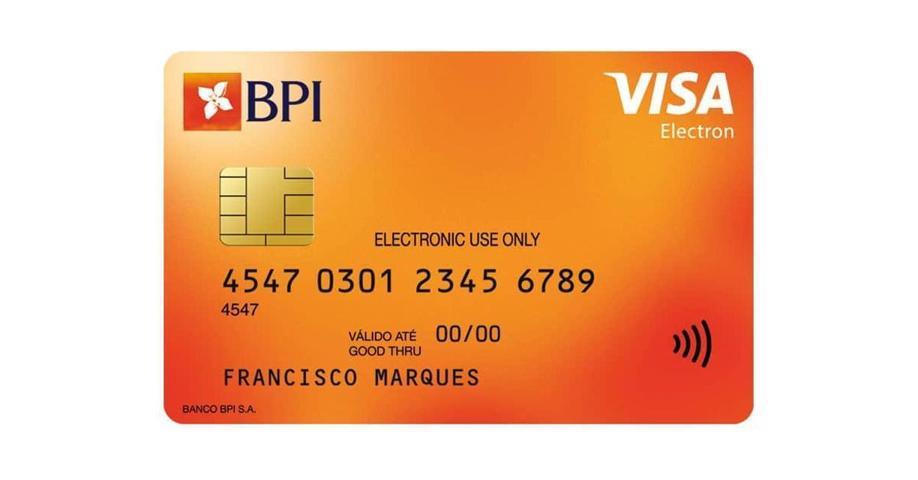 BPI
VISA
Electron
ELECTRONIC USE ONLY
4547 0301 2345 6789
4547
VÁLIDO ATÉ 00/00
GOOD THRU
FRANCISCO MARQUES
BANCO BPI S.A.